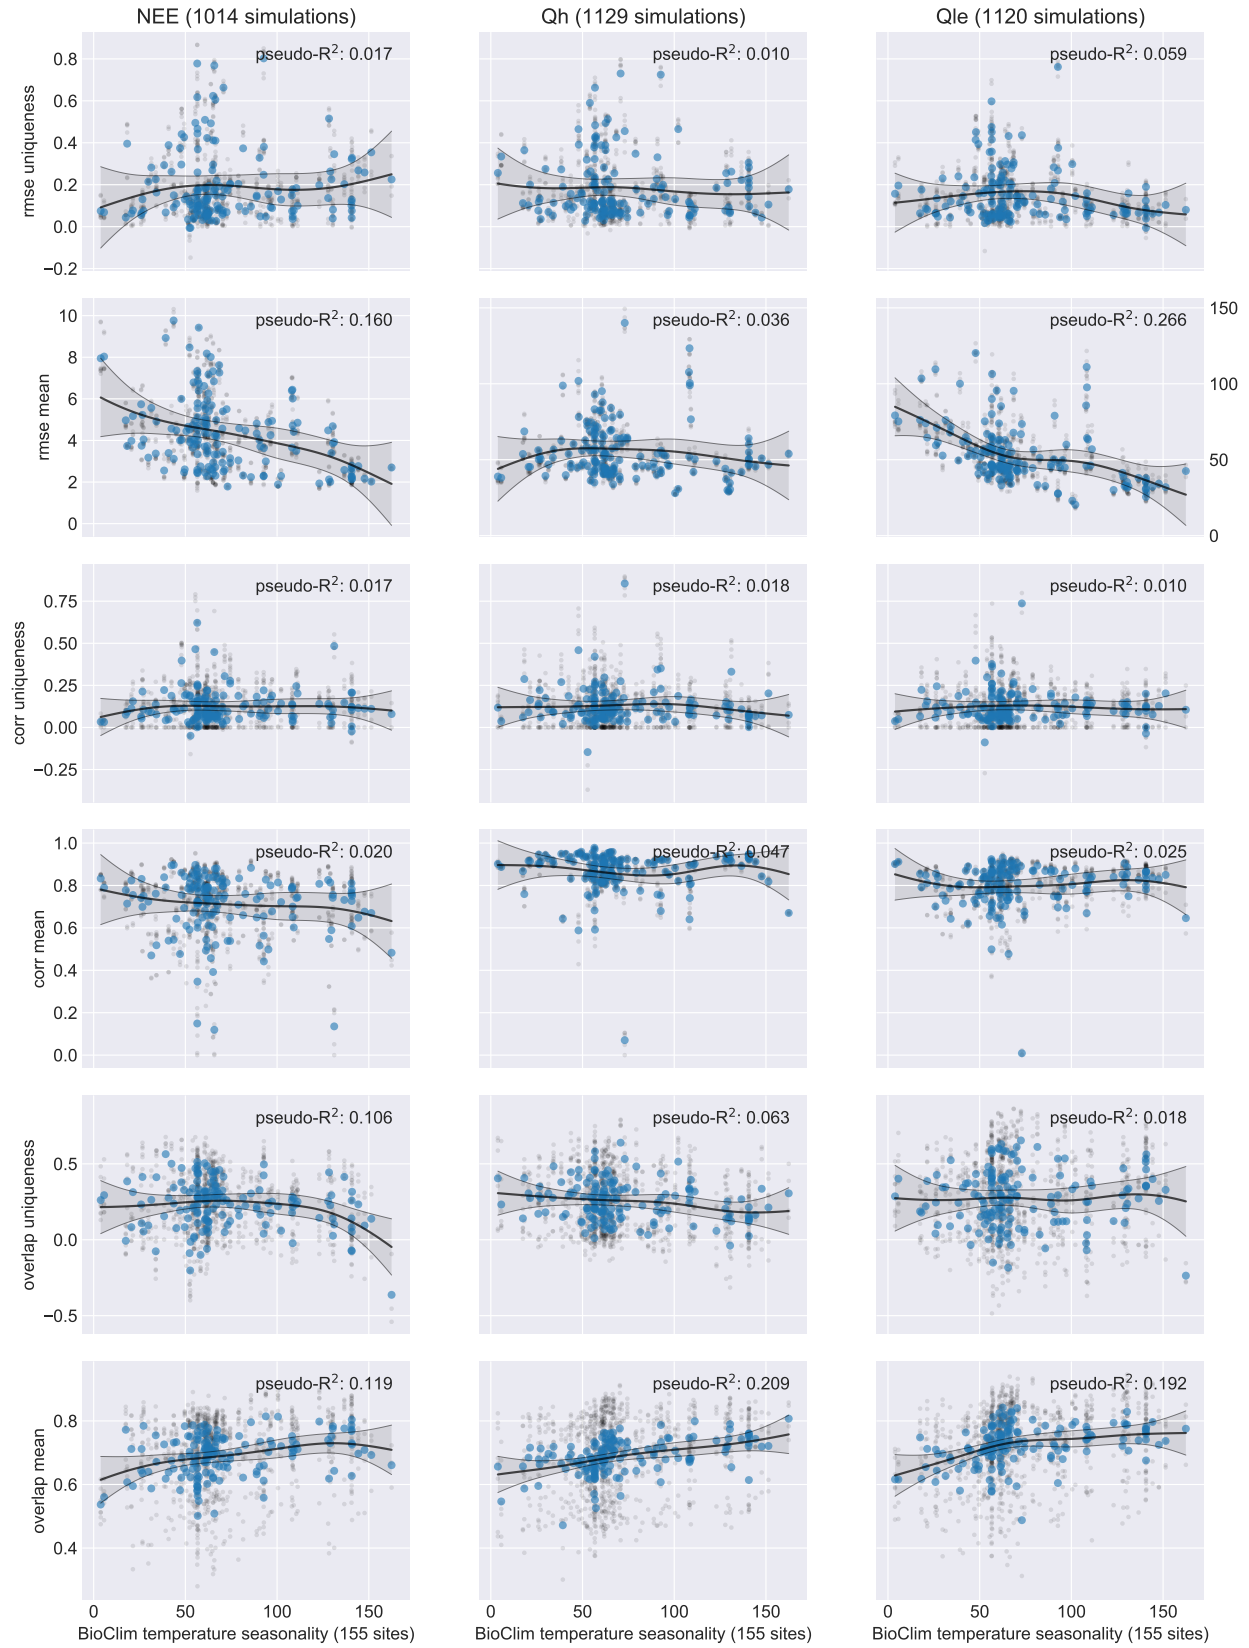 NEE (1014 simulations)
Qh (1129 simulations)
Qle (1120 simulations)
rmse uniqueness
0.8
0.6
0.4
0.2
0.0
−0.2
pseudo-R²: 0.017
pseudo-R²: 0.010
pseudo-R²: 0.059
rmse mean
10
8
6
4
2
0
pseudo-R²: 0.160
pseudo-R²: 0.036
pseudo-R²: 0.266
150
100
50
0
corr uniqueness
0.75
0.50
0.25
0.00
−0.25
pseudo-R²: 0.017
pseudo-R²: 0.018
pseudo-R²: 0.010
corr mean
1.0
0.8
0.6
0.4
0.2
0.0
pseudo-R²: 0.020
pseudo-R²: 0.047
pseudo-R²: 0.025
overlap uniqueness
0.5
0.0
−0.5
pseudo-R²: 0.106
pseudo-R²: 0.063
pseudo-R²: 0.018
overlap mean
0.8
0.6
0.4
pseudo-R²: 0.119
pseudo-R²: 0.209
pseudo-R²: 0.192
0 50 100 150
0 50 100 150
0 50 100 150
BioClim temperature seasonality (155 sites)
BioClim temperature seasonality (155 sites)
BioClim temperature seasonality (155 sites)